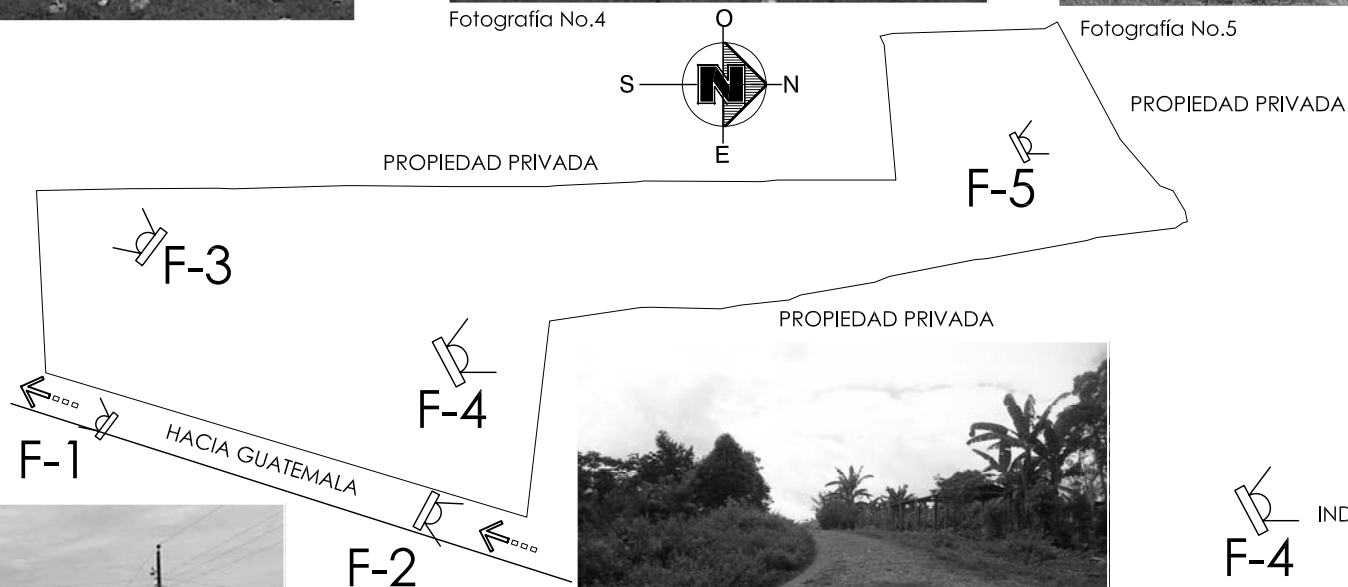 Fotografía No.4
Fotografía No.5
O
S
N
N
E
PROPIEDAD PRIVADA
PROPIEDAD PRIVADA
F-5
F-3
PROPIEDAD PRIVADA
F-4
F-1
HACIA GUATEMALA
F-2
F-4